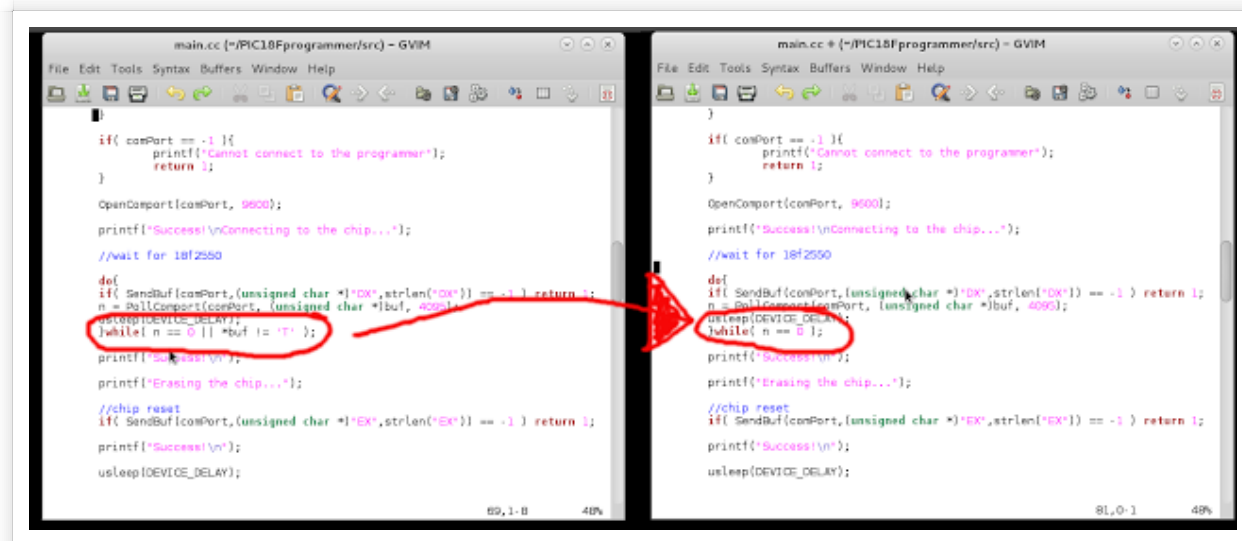 main.cc (~/PIC18Fprogrammer/src) - GVIM
File Edit Tools Syntax Buffers Window Help
}
if( comPort == -1 ){
printf("Cannot connect to the programmer");
return 1;
}
OpenComport(comPort, 9600);
printf("Success!\nConnecting to the chip...");
//wait for 18f2550
do{
if( SendBuf(comPort,(unsigned char *)"DX",strlen("DX")) == -1 ) return 1;
n = PollComport(comPort, (unsigned char *)buf, 4095);
usleep(DEVICE_DELAY);
}while( n == 0 || *buf != 'T' );
printf("Success!\n");
printf("Erasing the chip...");
//chip reset
if( SendBuf(comPort,(unsigned char *)"EX",strlen("EX")) == -1 ) return 1;
printf("Success!\n");
usleep(DEVICE_DELAY);
69,1-8 48%
main.cc + (~/PIC18Fprogrammer/src) - GVIM
File Edit Tools Syntax Buffers Window Help
}
if( comPort == -1 ){
printf("Cannot connect to the programmer");
return 1;
}
OpenComport(comPort, 9600);
printf("Success!\nConnecting to the chip...");
//wait for 18f2550
do{
if( SendBuf(comPort,(unsigned char *)"DX",strlen("DX")) == -1 ) return 1;
n = PollComport(comPort, (unsigned char *)buf, 4095);
usleep(DEVICE_DELAY);
}while( n == 0 );
printf("Success!\n");
printf("Erasing the chip...");
//chip reset
if( SendBuf(comPort,(unsigned char *)"EX",strlen("EX")) == -1 ) return 1;
printf("Success!\n");
usleep(DEVICE_DELAY);
81,0-1 48%